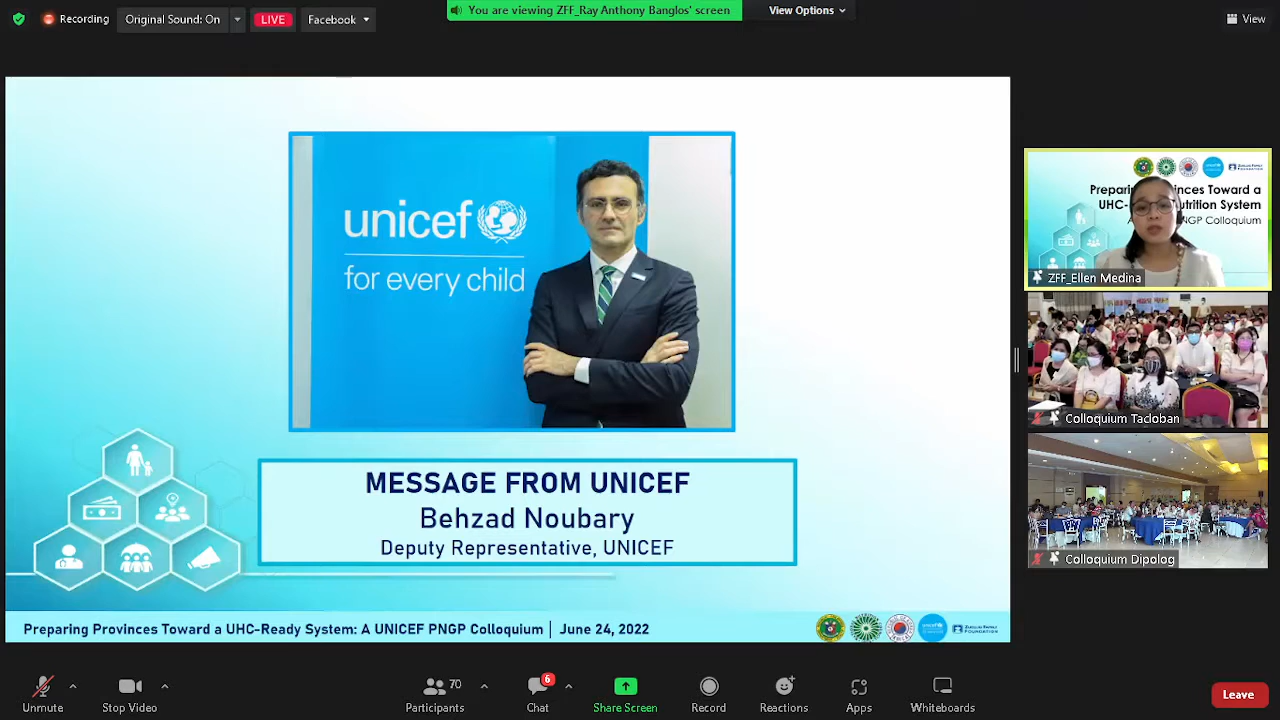 Recording
Original Sound: On
LIVE
Facebook
You are viewing ZFF_Ray Anthony Banglos' screen
View Options
View
unicef
for every child
MESSAGE FROM UNICEF
Behzad Noubary
Deputy Representative, UNICEF
Preparing Provinces Toward a UHC-Ready System: A UNICEF PNGP Colloquium | June 24, 2022
ZFF_Ellen Medina
Colloquium Tacloban
Colloquium Dipolog
Unmute
Stop Video
70
Participants
6
Chat
Share Screen
Record
Reactions
Apps
Whiteboards
Leave